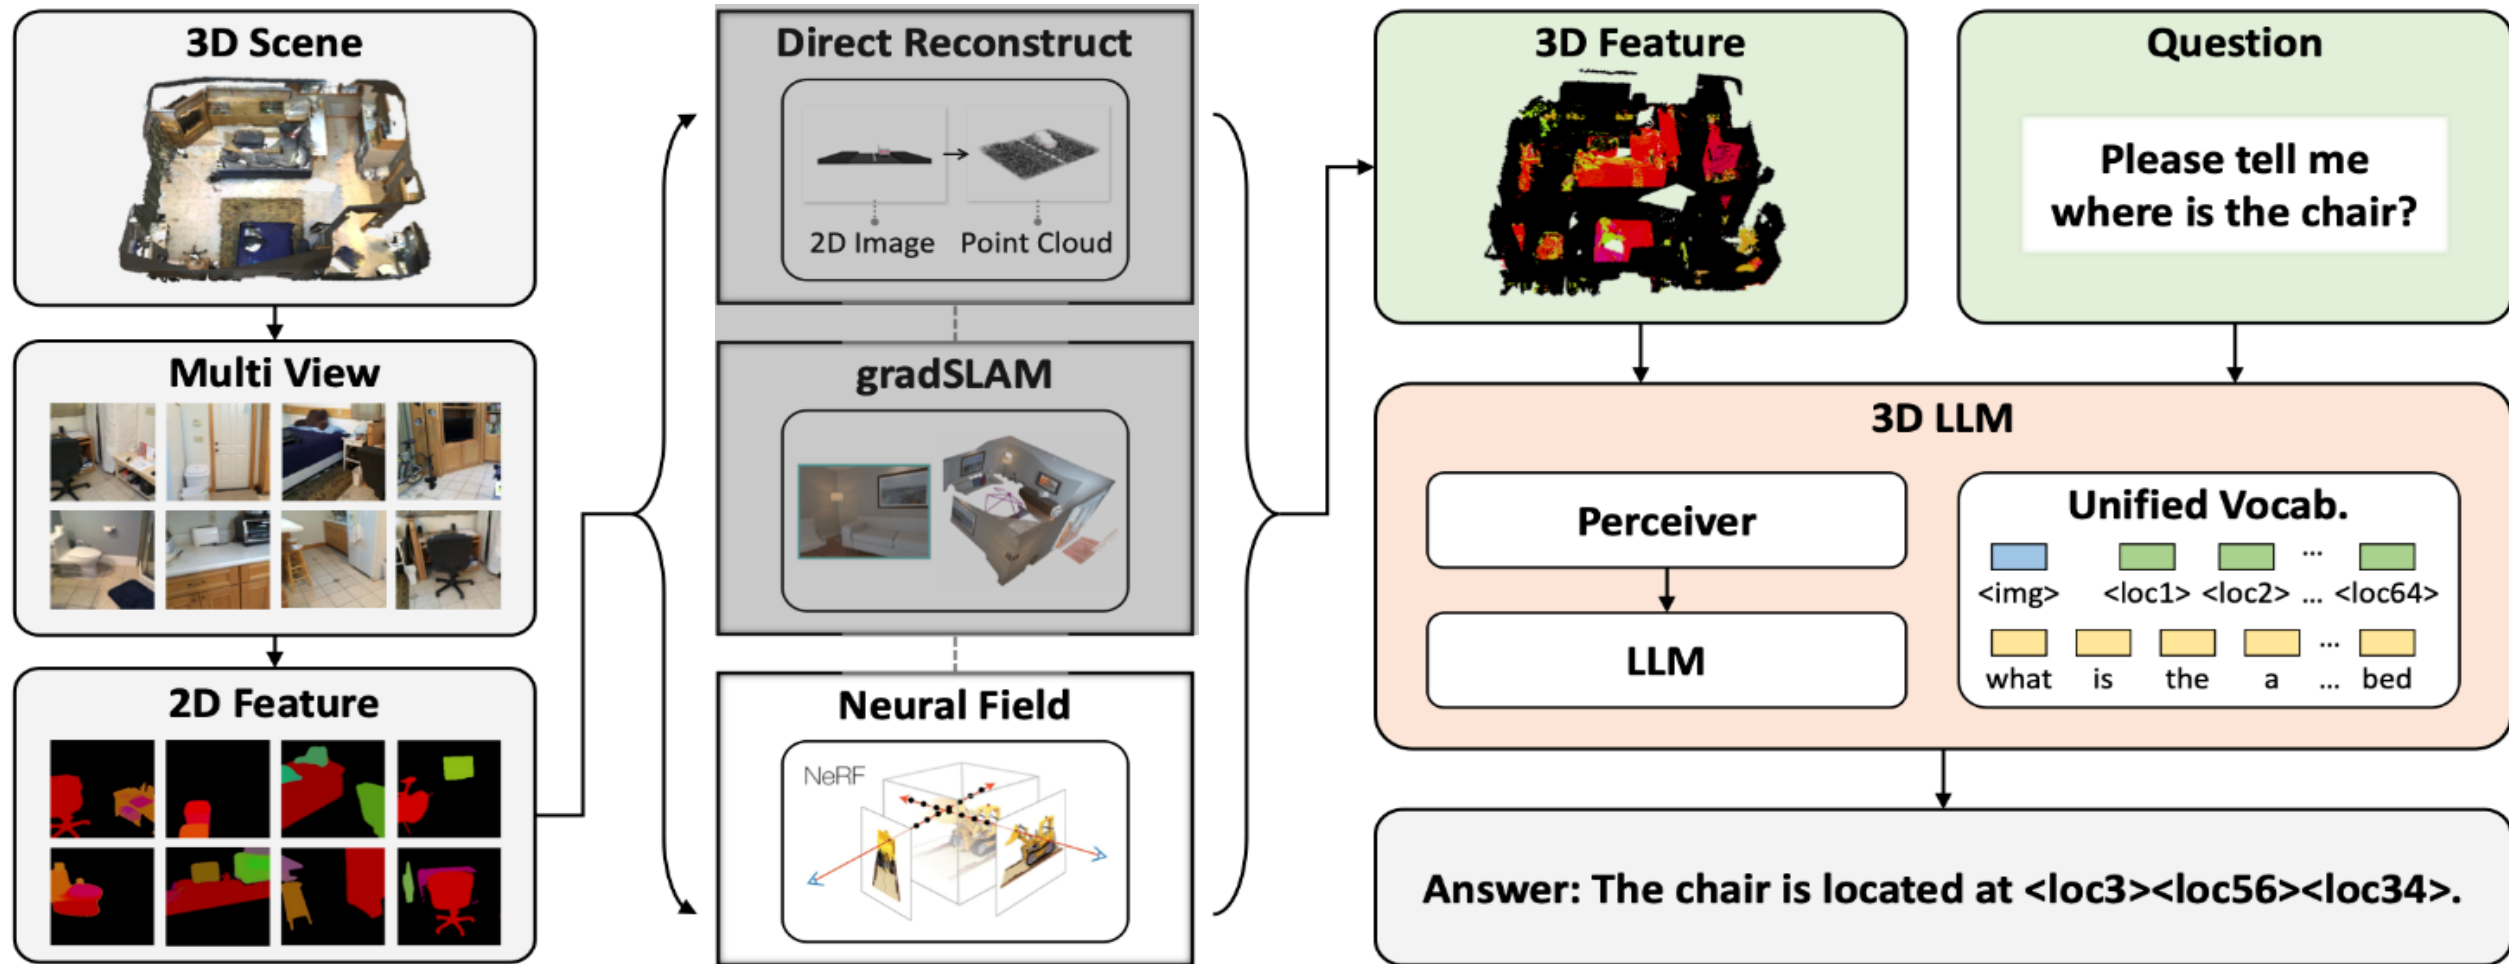 3D Scene
Multi View
2D Feature
Direct Reconstruct
2D Image
Point Cloud
gradSLAM
Neural Field
NeRF
3D Feature
Question
Please tell me
where is the chair?
3D LLM
Perceiver
LLM
Unified Vocab.
...
<img> <loc1> <loc2> ... <loc64>
...
what is the a ... bed
Answer: The chair is located at <loc3><loc56><loc34>.